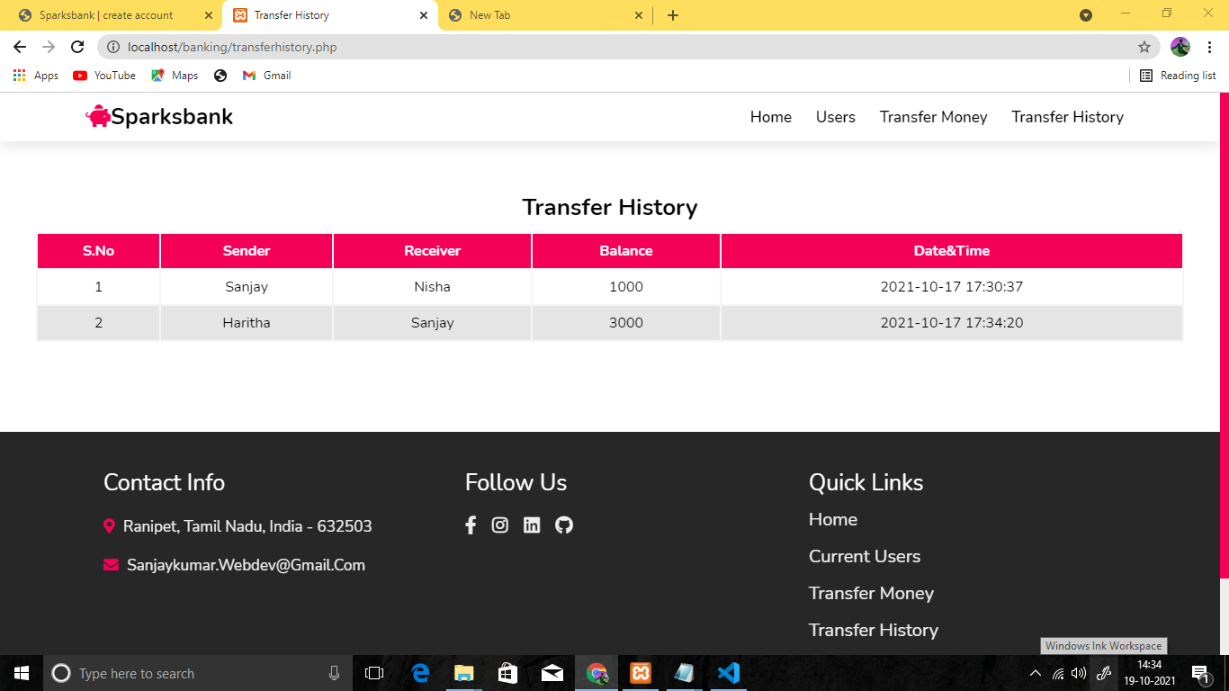 Sparksbank | create account
Transfer History
New Tab
localhost/banking/transferhistory.php
Apps YouTube Maps Gmail Reading list
Sparksbank Home Users Transfer Money Transfer History
Transfer History
S.No Sender Receiver Balance Date&Time
1 Sanjay Nisha 1000 2021-10-17 17:30:37
2 Haritha Sanjay 3000 2021-10-17 17:34:20
Contact Info
Ranipet, Tamil Nadu, India - 632503
Sanjaykumar.Webdev@Gmail.Com
Follow Us
Quick Links
Home
Current Users
Transfer Money
Transfer History
Windows Ink Workspace
Type here to search
14:34
19-10-2021
1